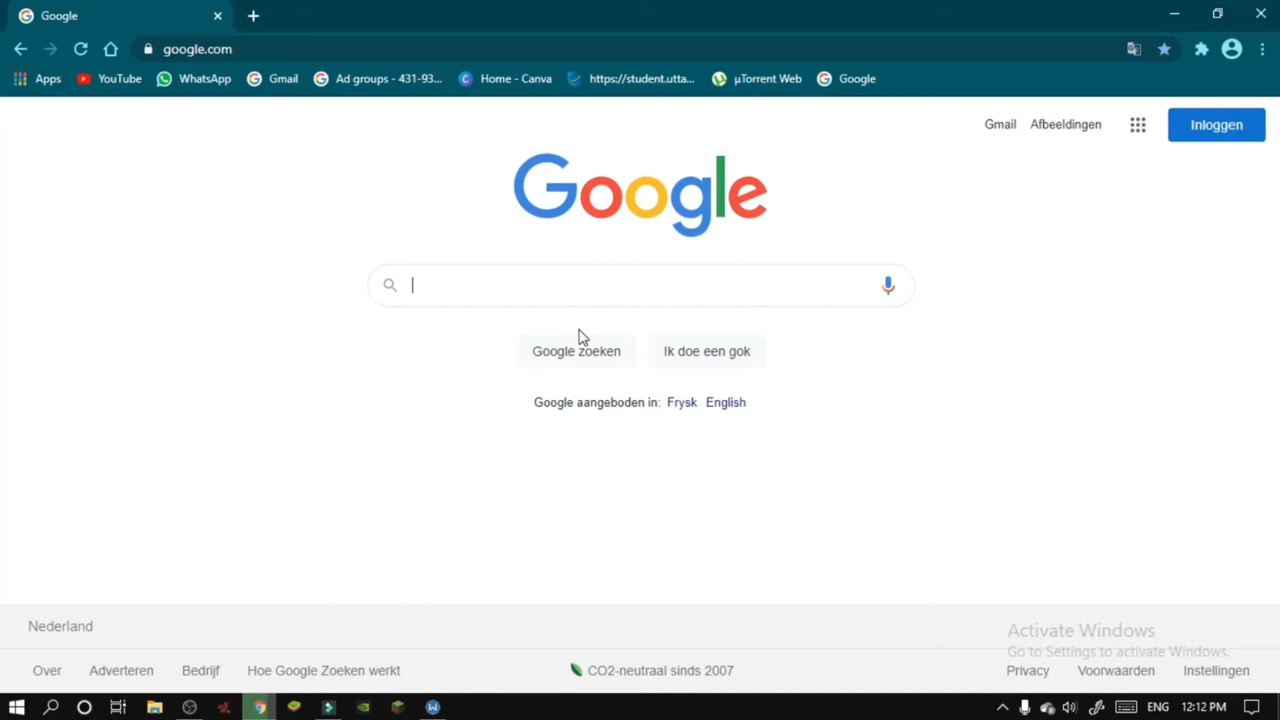 Google
google.com
Apps YouTube WhatsApp Gmail Ad groups - 431-93... Home - Canva https://student.utta... µTorrent Web Google
Gmail Afbeeldingen Inloggen
Google
Google zoeken Ik doe een gok
Google aangeboden in: Frysk English
Nederland
Activate Windows
Go to Settings to activate Windows.
Over Adverteren Bedrijf Hoe Google Zoeken werkt CO2-neutraal sinds 2007 Privacy Voorwaarden Instellingen
ENG 12:12 PM